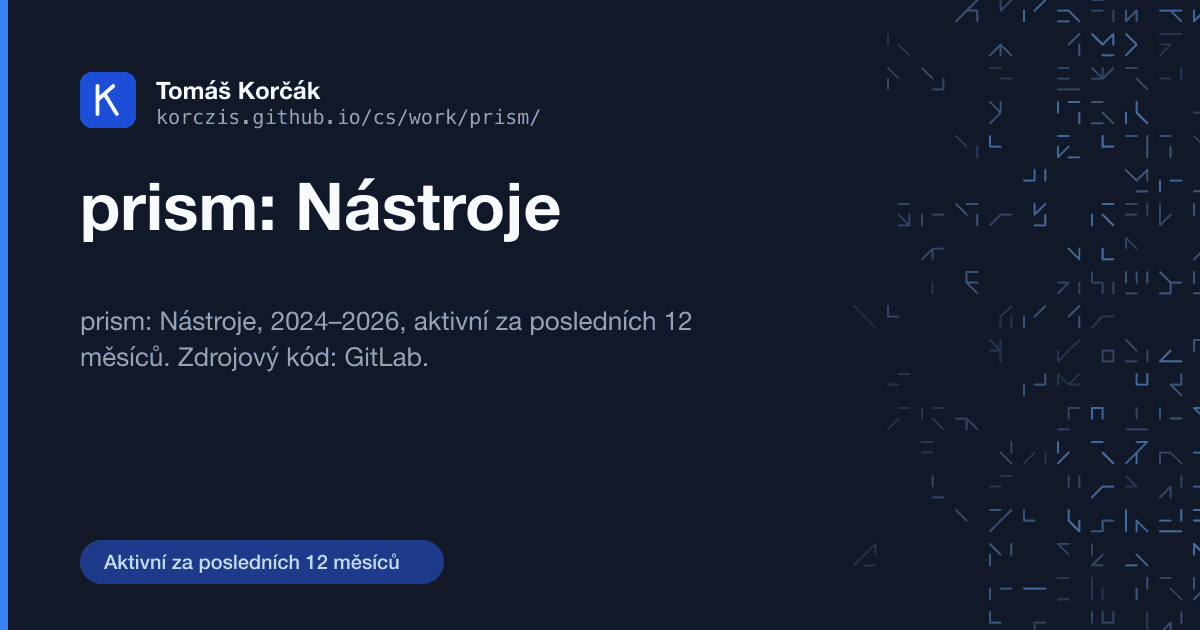 K
Tomáš Korčák
korczis.github.io/cs/work/prism/
prism: Nástroje
prism: Nástroje, 2024–2026, aktivní za posledních 12
měsíců. Zdrojový kód: GitLab.
Aktivní za posledních 12 měsíců